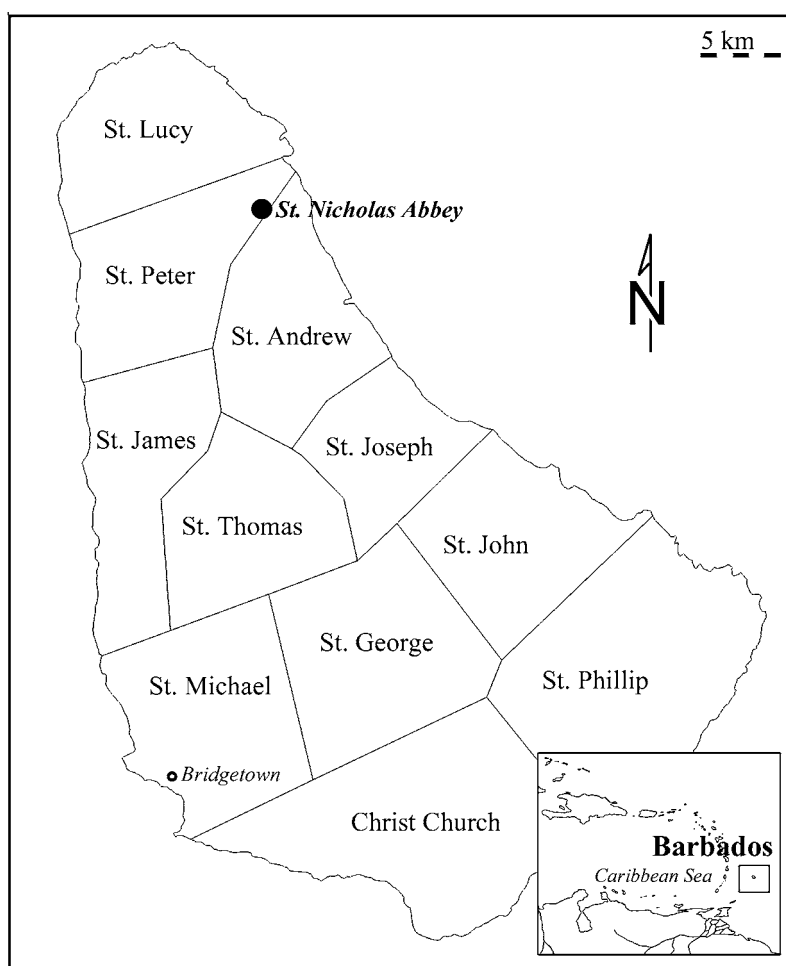 5 km
St. Lucy
St. Nicholas Abbey
St. Peter
N
St. Andrew
St. James
St. Joseph
St. Thomas
St. John
St. George
St. Michael
St. Phillip
Bridgetown
Christ Church
Barbados
Caribbean Sea